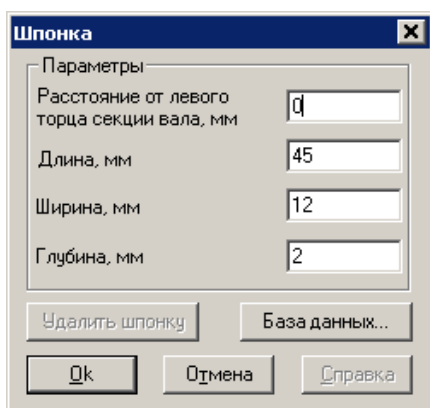 Шпонка
Параметры
Расстояние от левого
торца секции вала, мм
0
Длина, мм
45
Ширина, мм
12
Глубина, мм
2
Удалить шпонку
База данных...
Ok
Отмена
Справка